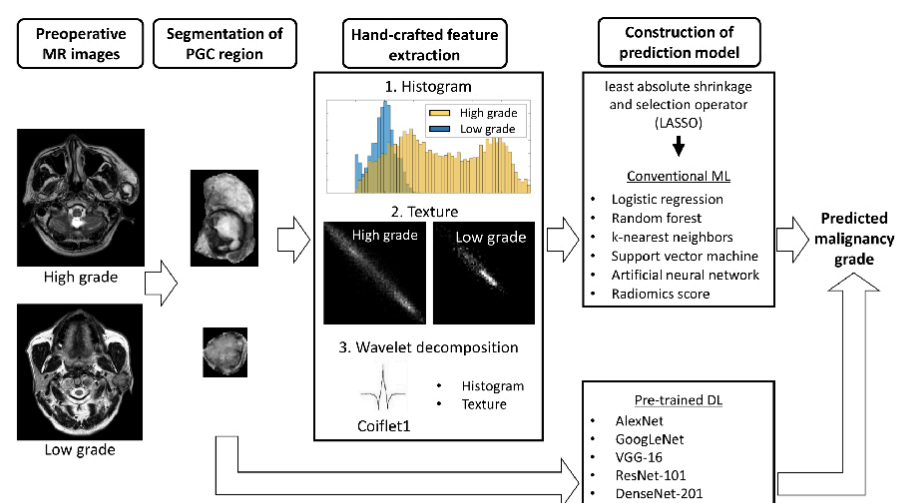 Preoperative
MR images
Segmentation of
PGC region
Hand-crafted feature
extraction
Construction of
prediction model
High grade
Low grade
1. Histogram
High grade
Low grade
2. Texture
High grade
Low grade
3. Wavelet decomposition
Coiflet1
• Histogram
• Texture
least absolute shrinkage
and selection operator
(LASSO)
Conventional ML
• Logistic regression
• Random forest
• k-nearest neighbors
• Support vector machine
• Artificial neural network
• Radiomics score
Pre-trained DL
• AlexNet
• GoogLeNet
• VGG-16
• ResNet-101
• DenseNet-201
Predicted
malignancy
grade